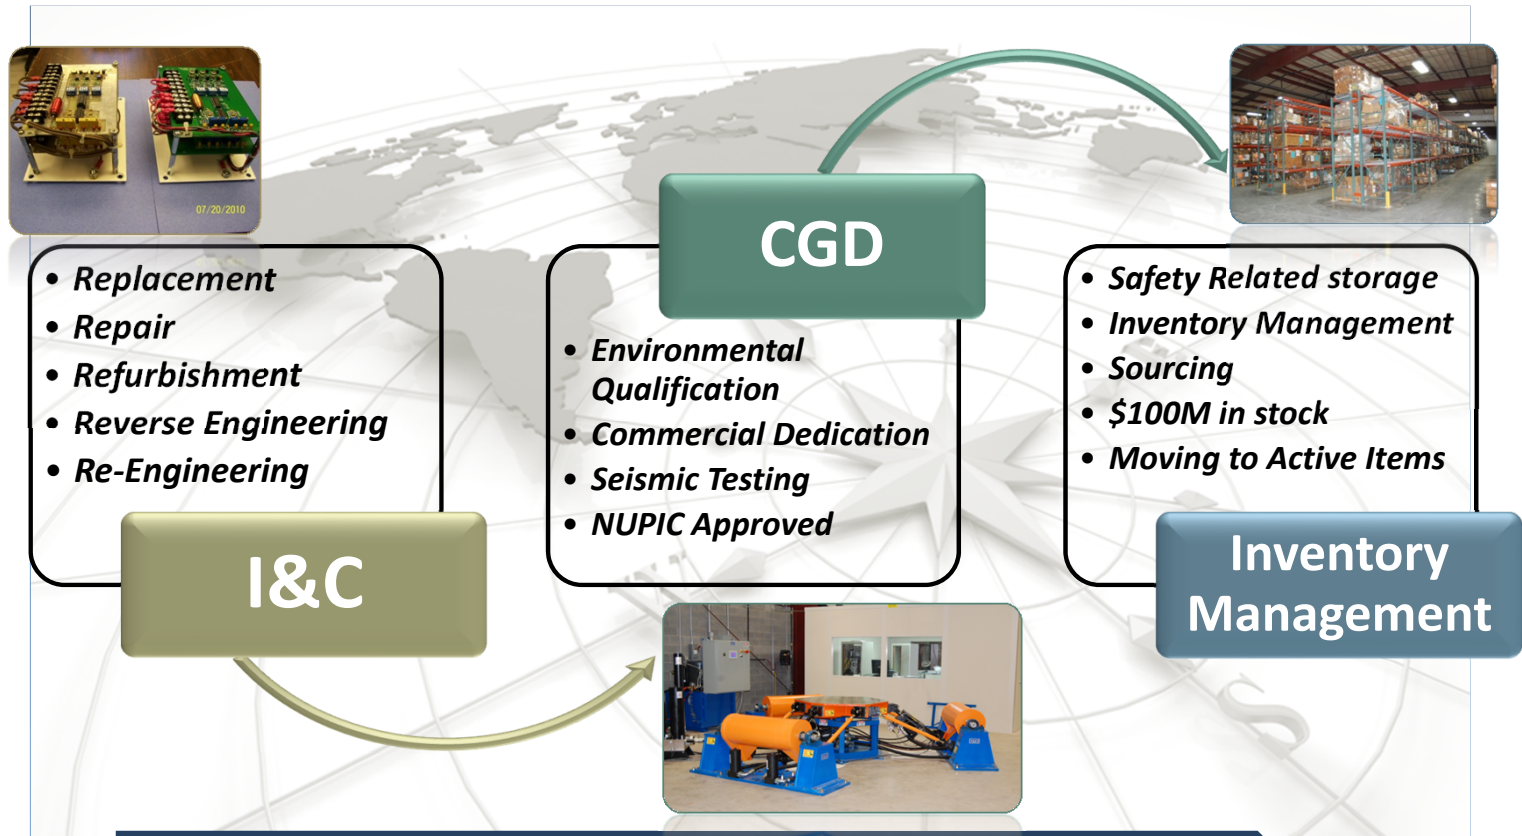 07/20/2010
• Replacement
• Repair
• Refurbishment
• Reverse Engineering
• Re-Engineering
I&C
CGD
• Environmental
Qualification
• Commercial Dedication
• Seismic Testing
• NUPIC Approved
• Safety Related storage
• Inventory Management
• Sourcing
• $100M in stock
• Moving to Active Items
Inventory
Management
S